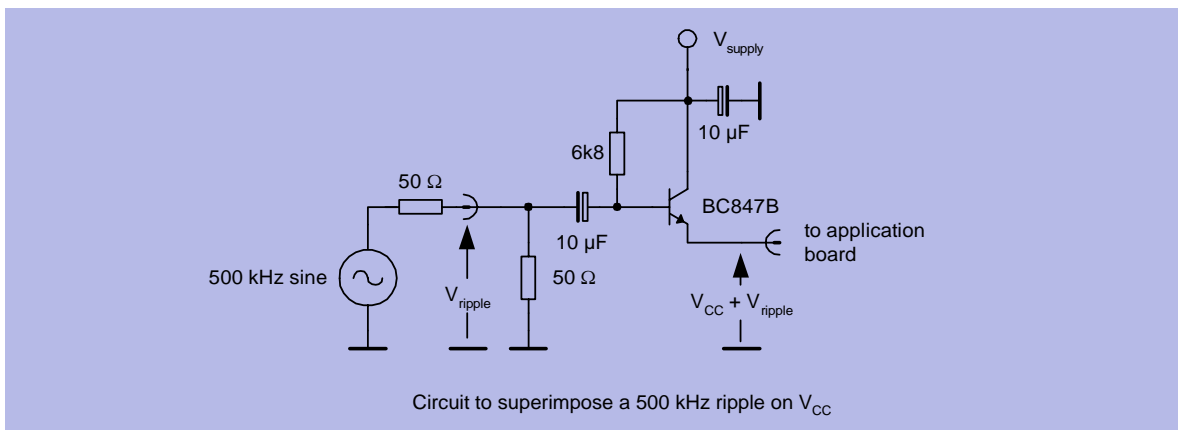 V_supply
10 µF
6k8
50 Ω
BC847B
to application
board
10 µF
50 Ω
500 kHz sine
V_ripple
V_CC + V_ripple
Circuit to superimpose a 500 kHz ripple on V_CC